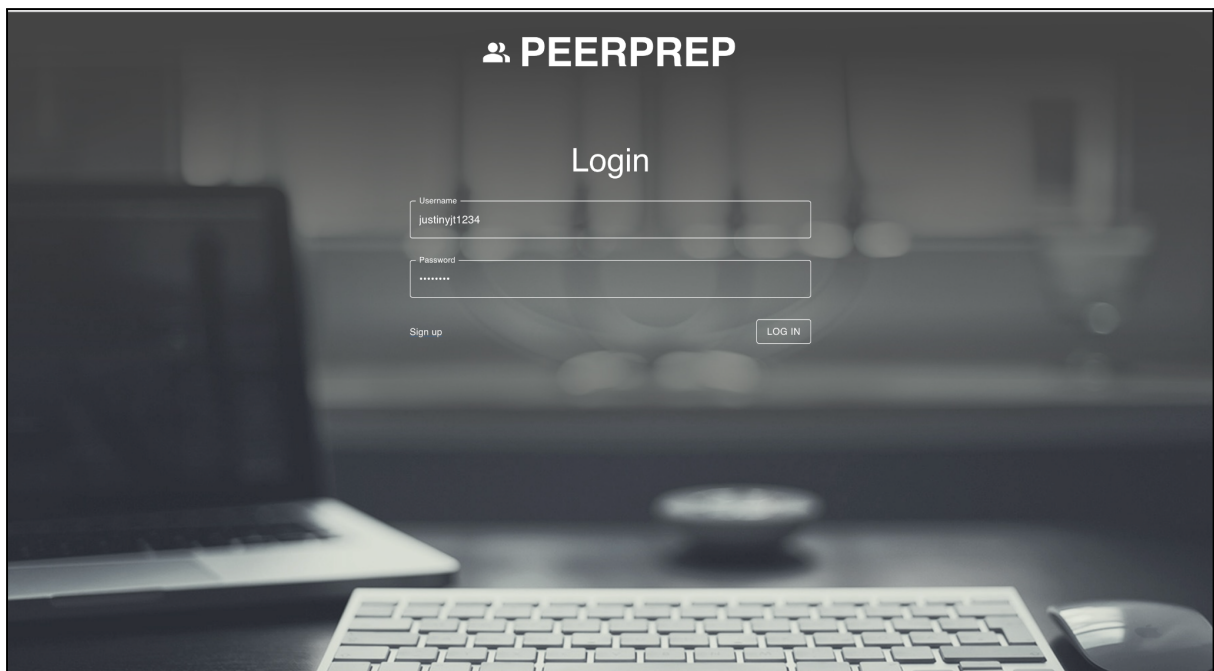 PEERPREP
Login
Username
justinyjt1234
Password
••••••••
Sign up
LOG IN